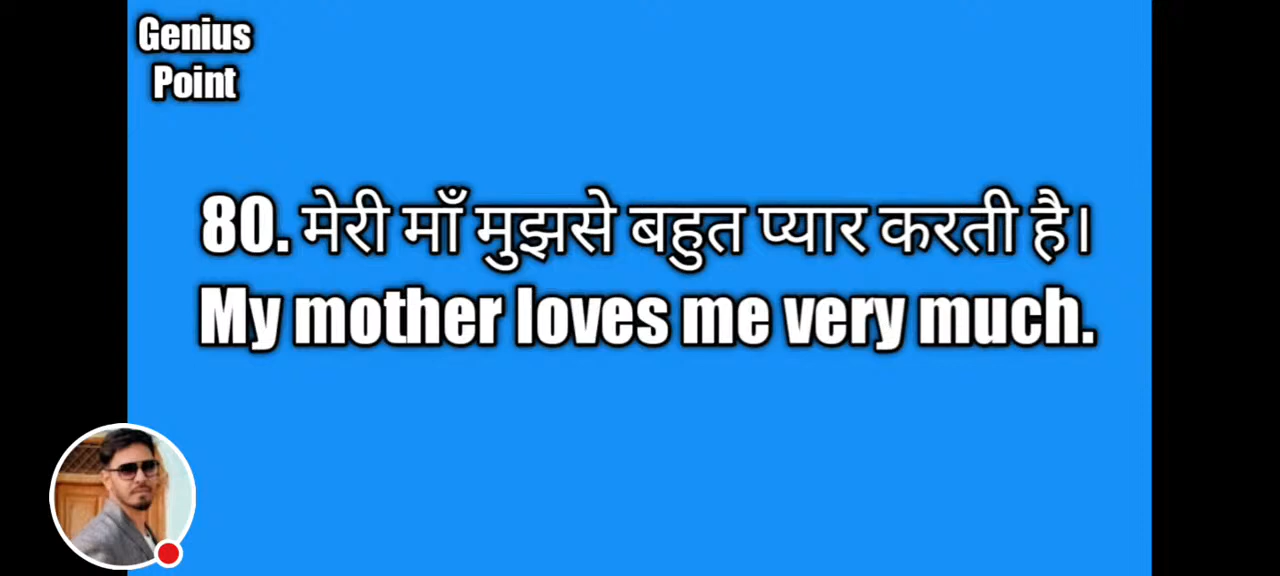 Genius
Point
80. मेरी माँ मुझसे बहुत प्यार करती है।
My mother loves me very much.